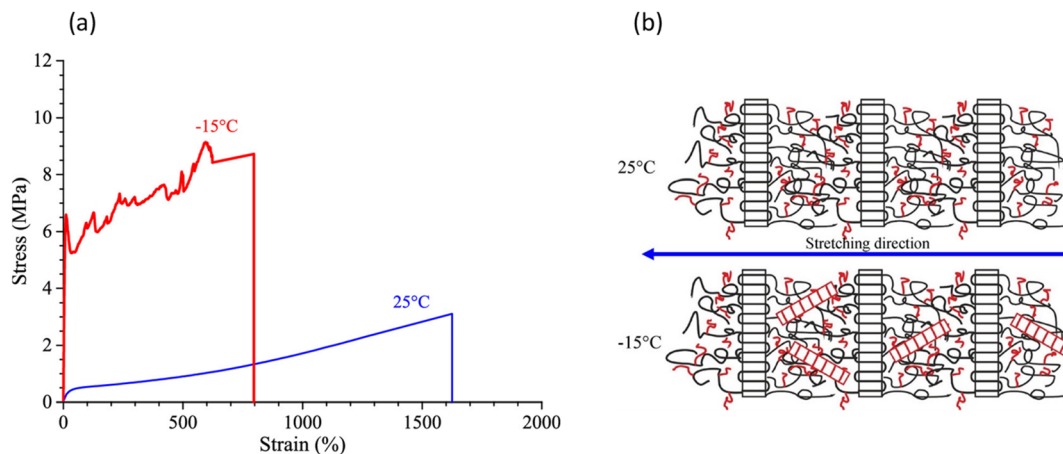 (a)
12
10
8
6
4
2
0
Stress (MPa)
-15°C
25°C
0
500
1000
1500
2000
Strain (%)
(b)
25°C
Stretching direction
-15°C